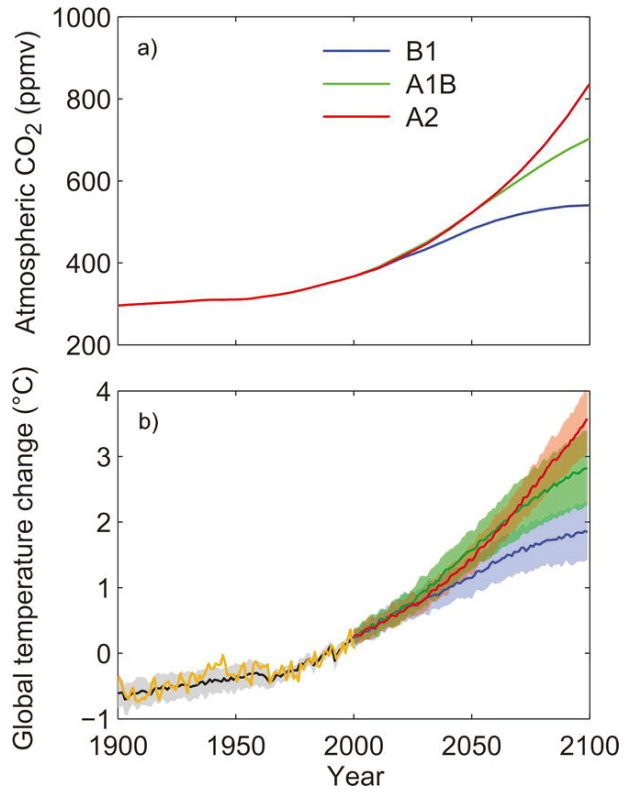 Atmospheric CO2 (ppmv)
1000
800
600
400
200
a)
B1
A1B
A2
Global temperature change (°C)
4
3
2
1
0
−1
b)
1900
1950
2000
2050
2100
Year